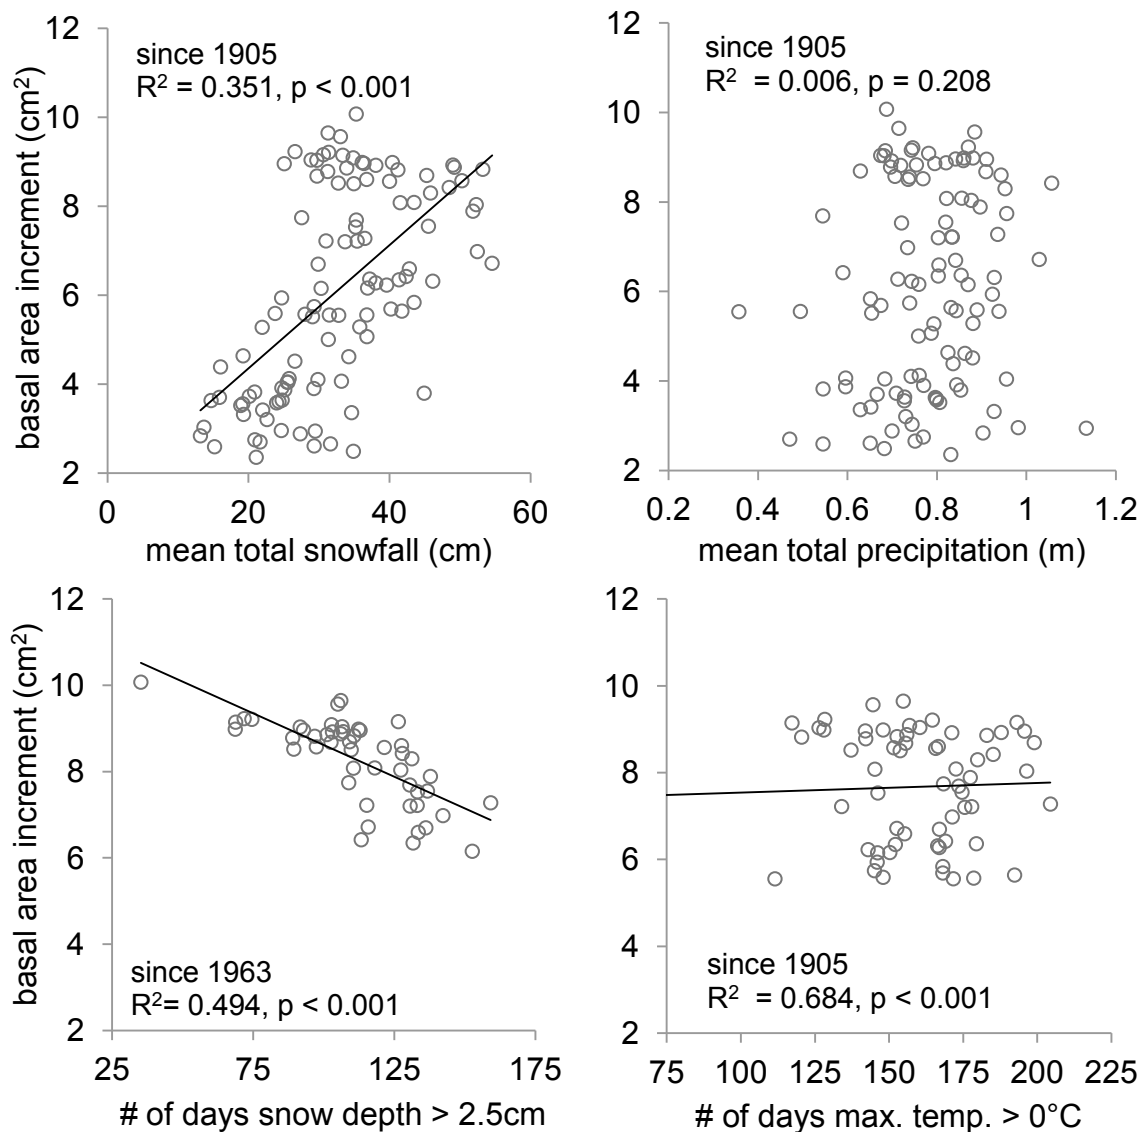 12
10
8
6
4
2
basal area increment (cm²)
since 1905
R² = 0.351, p < 0.001
0 20 40 60
mean total snowfall (cm)
12
10
8
6
4
2
since 1905
R² = 0.006, p = 0.208
0.2 0.4 0.6 0.8 1 1.2
mean total precipitation (m)
12
10
8
6
4
2
basal area increment (cm²)
since 1963
R²= 0.494, p < 0.001
25 75 125 175
# of days snow depth > 2.5cm
12
10
8
6
4
2
since 1905
R² = 0.684, p < 0.001
75 100 125 150 175 200 225
# of days max. temp. > 0°C